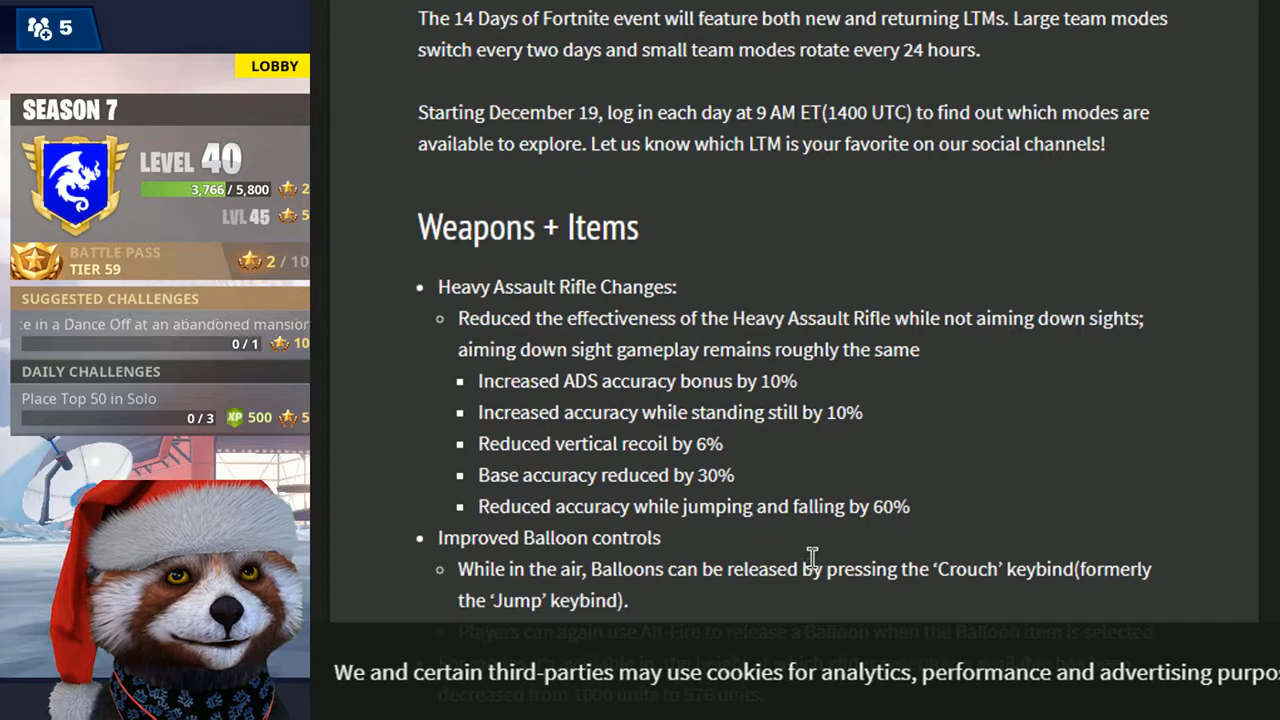 5
LOBBY
SEASON 7
LEVEL 40
3,766 / 5,800
2
LVL 45
5
BATTLE PASS
TIER 59
2 / 10
SUGGESTED CHALLENGES
e in a Dance Off at an abandoned mansion
0 / 1
10
DAILY CHALLENGES
Place Top 50 in Solo
0 / 3
XP 500
5
The 14 Days of Fortnite event will feature both new and returning LTMs. Large team modes
switch every two days and small team modes rotate every 24 hours.
Starting December 19, log in each day at 9 AM ET(1400 UTC) to find out which modes are
available to explore. Let us know which LTM is your favorite on our social channels!
Weapons + Items
Heavy Assault Rifle Changes:
Reduced the effectiveness of the Heavy Assault Rifle while not aiming down sights;
aiming down sight gameplay remains roughly the same
Increased ADS accuracy bonus by 10%
Increased accuracy while standing still by 10%
Reduced vertical recoil by 6%
Base accuracy reduced by 30%
Reduced accuracy while jumping and falling by 60%
Improved Balloon controls
While in the air, Balloons can be released by pressing the ‘Crouch’ keybind(formerly
the ‘Jump’ keybind).
Players can again use Alt-Fire to release a Balloon when the Balloon item is selected
We and certain third-parties may use cookies for analytics, performance and advertising purpo
decreased from 1000 units to 576 units.